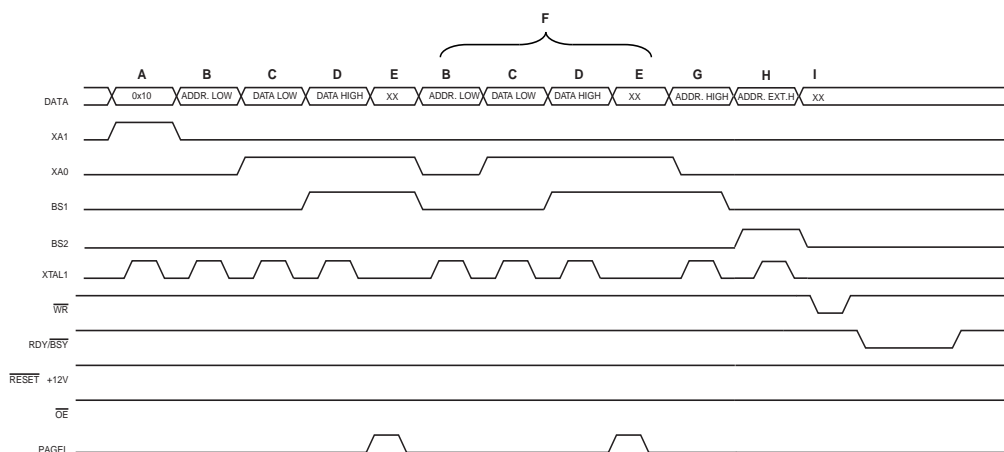 F
A B C D E B C D E G H I
DATA 0x10 ADDR. LOW DATA LOW DATA HIGH XX ADDR. LOW DATA LOW DATA HIGH XX ADDR. HIGH ADDR. EXT.H XX
XA1
XA0
BS1
BS2
XTAL1
WR
RDY/BSY
RESET +12V
OE
PAGEL